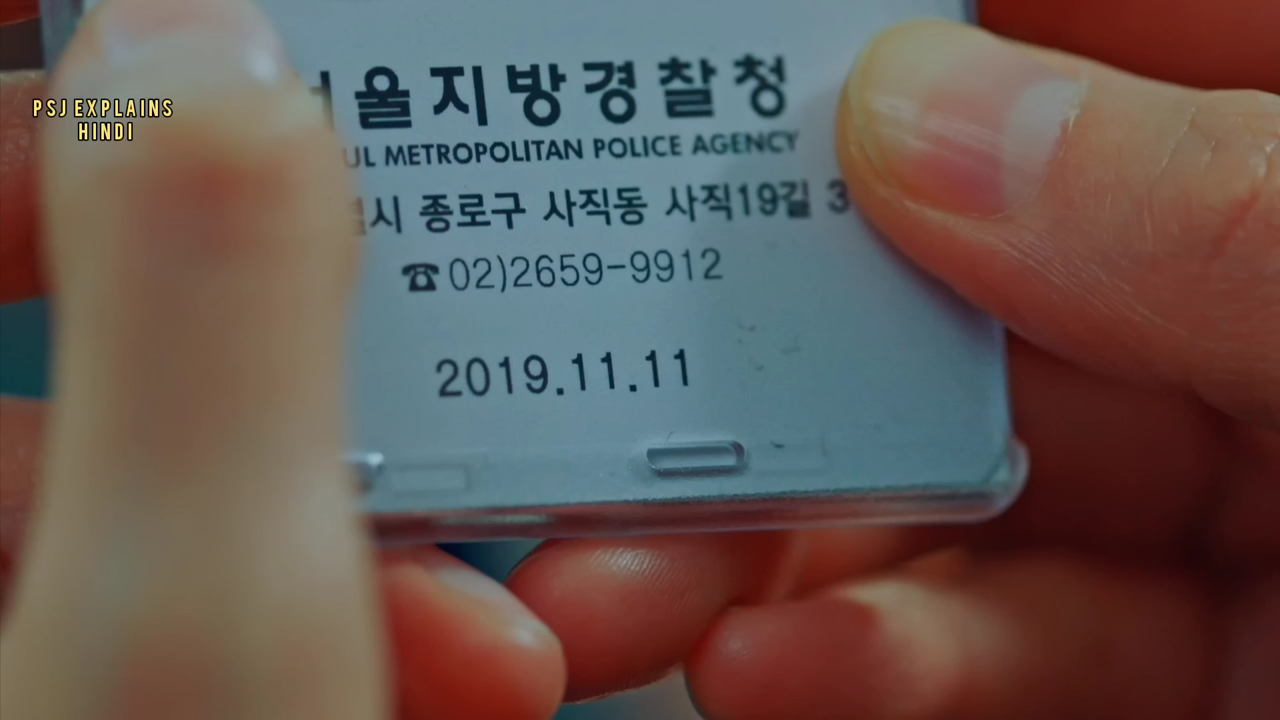 PSJ EXPLAINS
HINDI
울지방경찰청
UL METROPOLITAN POLICE AGENCY
시 종로구 사직동 사직19길 3
☎02)2659-9912
2019.11.11